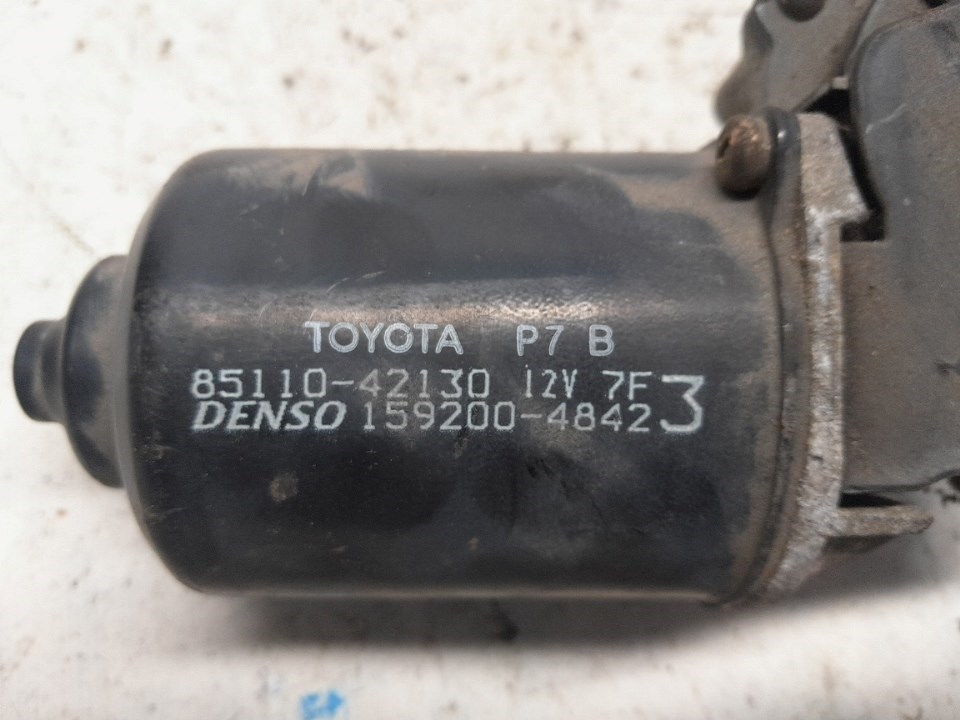 TOYOTA P7 B
85110-42130 12V 7F 3
DENSO 159200-4842